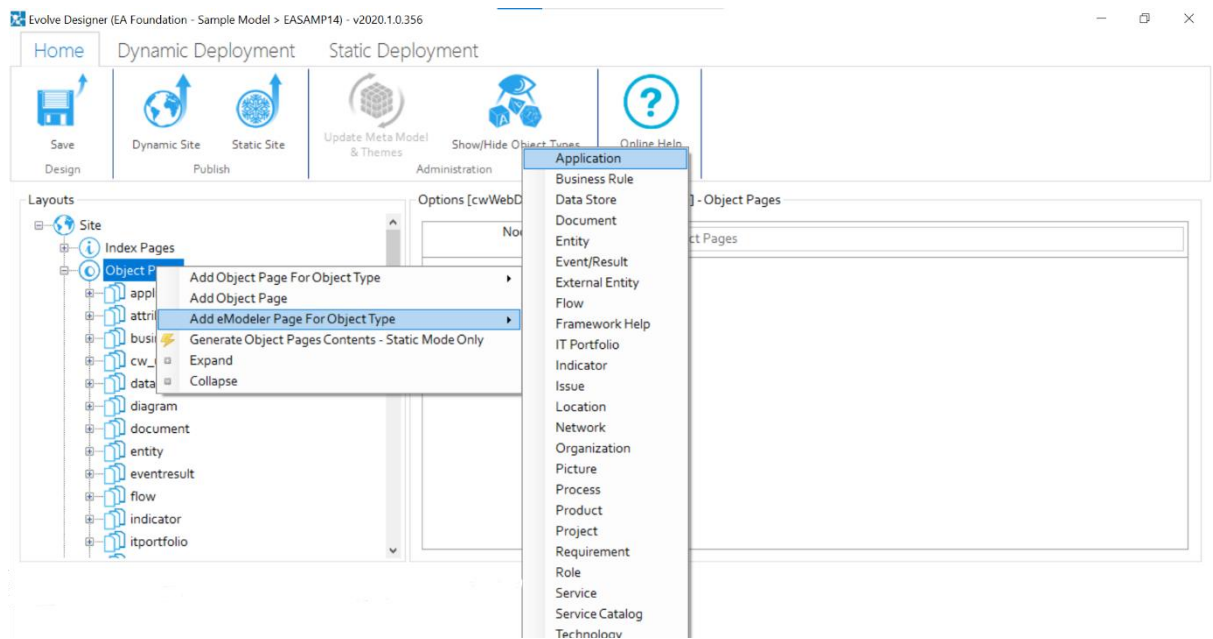 Evolve Designer (EA Foundation - Sample Model > EASAMP14) - v2020.1.0.356
Home Dynamic Deployment Static Deployment
Save Dynamic Site Static Site Update Meta Model & Themes Show/Hide Object Types Online Help
Design Publish Administration
Layouts
Site
Index Pages
Object P
appl
attri
busi
cw_
data
diagram
document
entity
eventresult
flow
indicator
itportfolio
Add Object Page For Object Type
Add Object Page
Add eModeler Page For Object Type
Generate Object Pages Contents - Static Mode Only
Expand
Collapse
Options [cwWebD ] - Object Pages
No
ct Pages
Application
Business Rule
Data Store
Document
Entity
Event/Result
External Entity
Flow
Framework Help
IT Portfolio
Indicator
Issue
Location
Network
Organization
Picture
Process
Product
Project
Requirement
Role
Service
Service Catalog
Technology